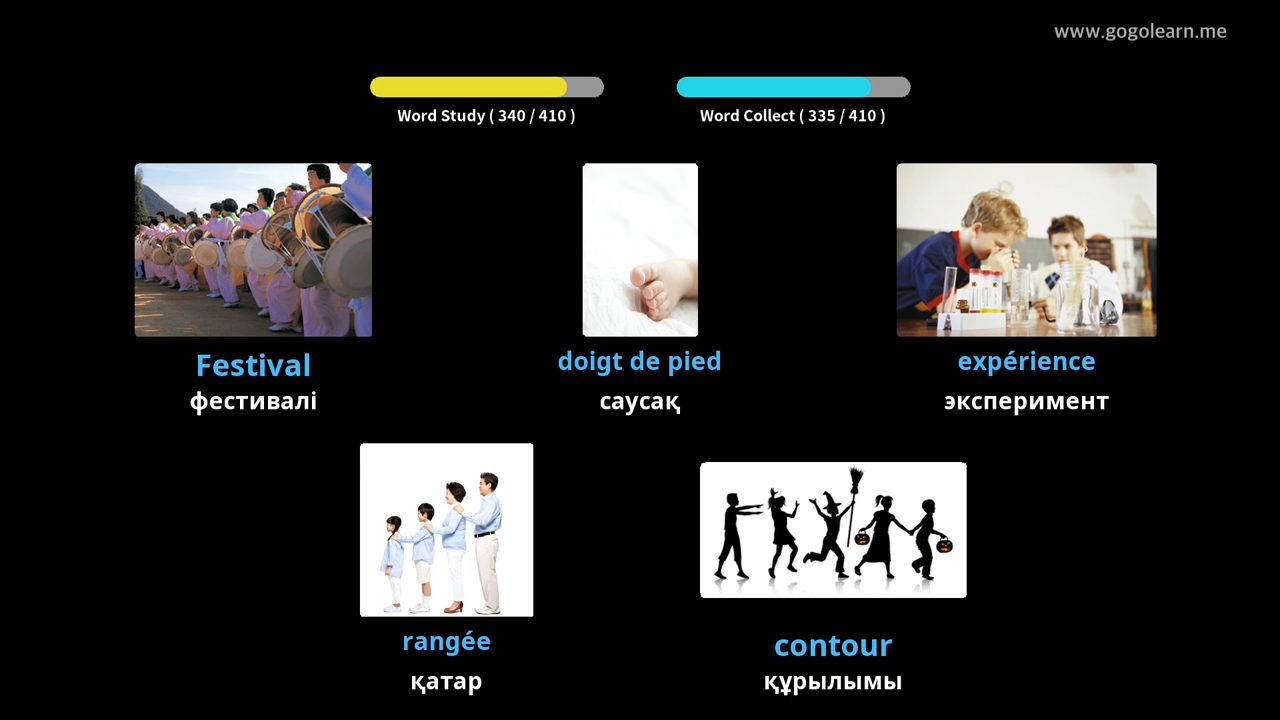 www.gogolearn.me
Word Study ( 340 / 410 )
Word Collect ( 335 / 410 )
Festival
фестивалі
doigt de pied
саусақ
expérience
эксперимент
rangée
қатар
contour
құрылымы